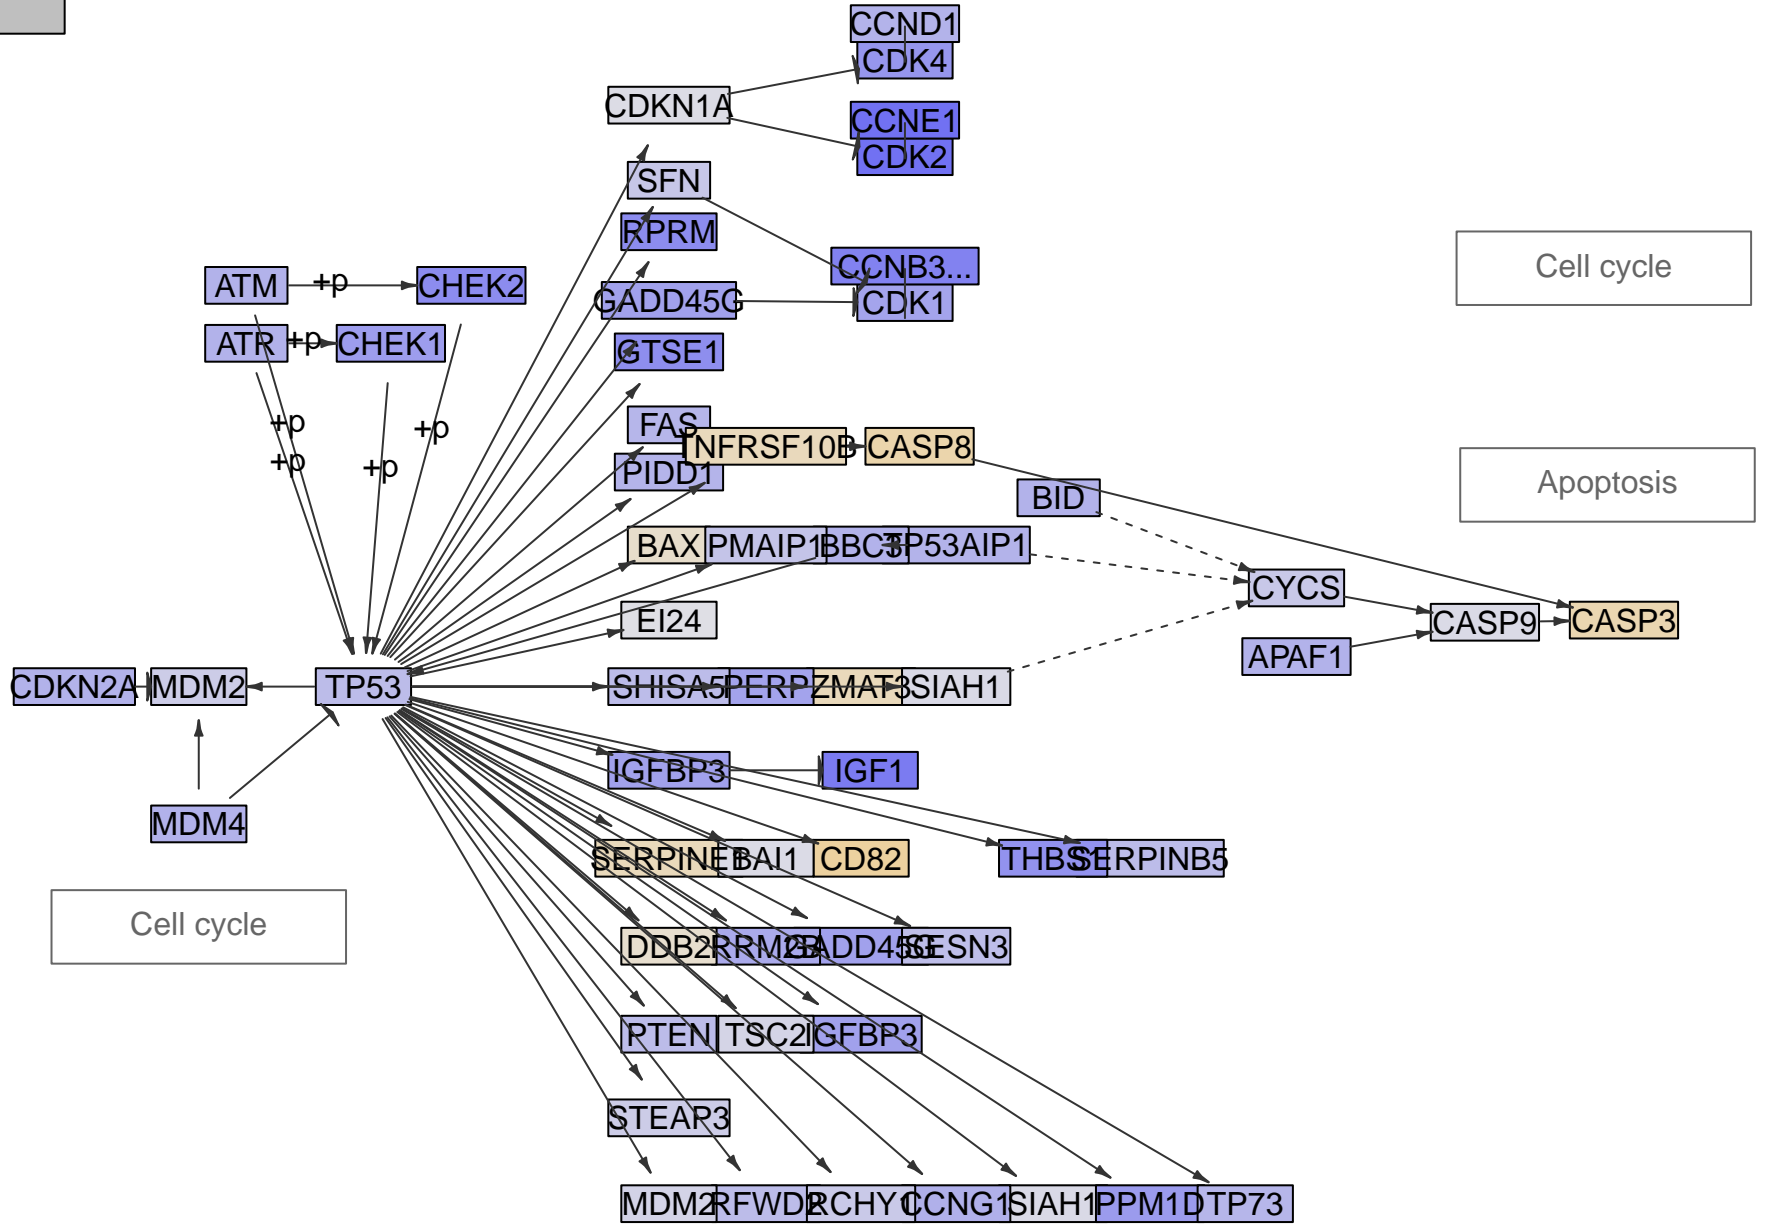 CCND1
CDK4
CDKN1A
CCNE1
CDK2
SFN
RPRM
Cell cycle
ATM
+p
CHEK2
CCNB3...
GADD45G
CDK1
ATR
+p
CHEK1
GTSE1
+p
+p
FAS
TNFRSF10B
CASP8
+p
+p
PIDD1
Apoptosis
BID
BAX
PMAIP1
BBC3
TP53AIP1
CYCS
EI24
CASP9
CASP3
APAF1
CDKN2A
MDM2
TP53
SHISA5
PERP
ZMAT3
SIAH1
IGFBP3
IGF1
MDM4
SERPINE1
BAI1
CD82
THBS1
SERPINB5
Cell cycle
DDB2
RRM2B
GADD45G
SESN3
PTEN
TSC2
IGFBP3
STEAP3
MDM2
RFWD2
RCHY1
CCNG1
SIAH1
PPM1D
TP73